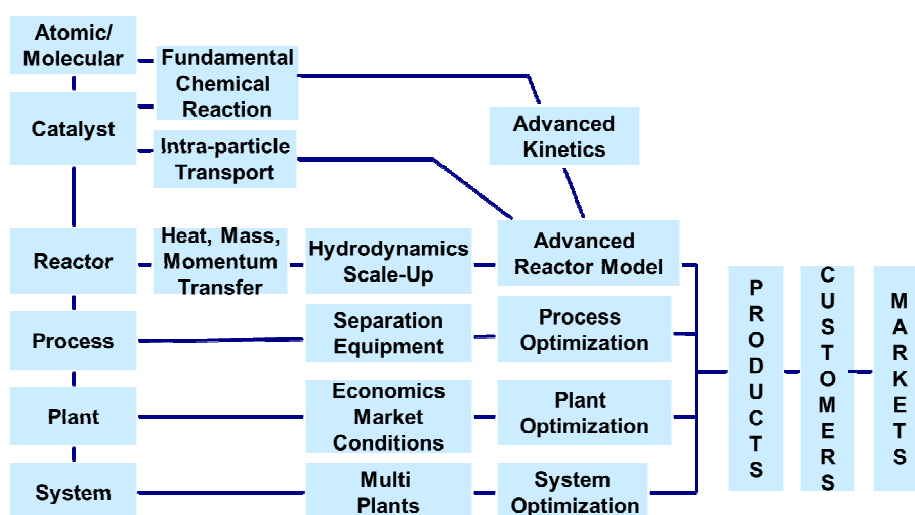 Atomic/
Molecular
Fundamental
Chemical
Reaction
Catalyst
Advanced
Kinetics
Intra-particle
Transport
Reactor
Heat, Mass,
Momentum
Transfer
Hydrodynamics
Scale-Up
Advanced
Reactor Model
Process
Separation
Equipment
Process
Optimization
Plant
Economics
Market
Conditions
Plant
Optimization
System
Multi
Plants
System
Optimization
PRODUCTS
CUSTOMERS
MARKETS